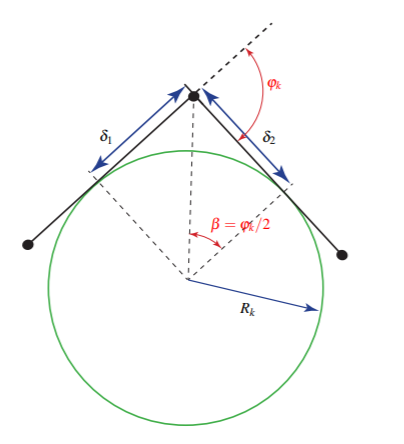 φₖ
δ₁
δ₂
β = φₖ/2
Rₖ